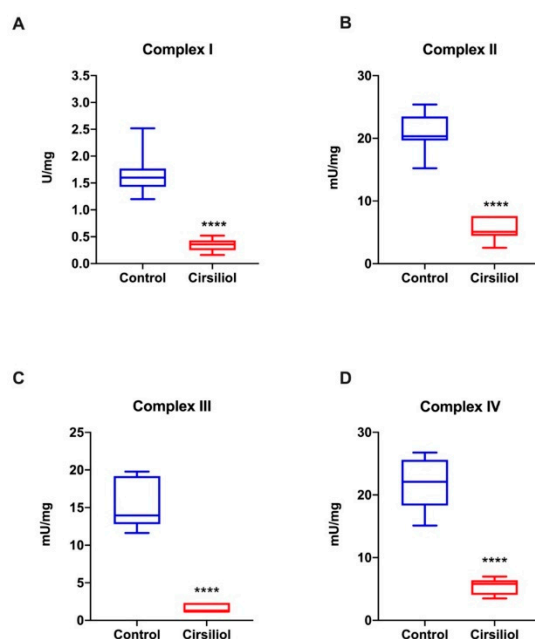 A
Complex I
U/mg
3.5
3.0
2.5
2.0
1.5
1.0
0.5
0.0
****
Control Cirsiliol
B
Complex II
mU/mg
30
20
10
0
****
Control Cirsiliol
C
Complex III
mU/mg
25
20
15
10
5
0
****
Control Cirsiliol
D
Complex IV
mU/mg
30
20
10
0
****
Control Cirsiliol